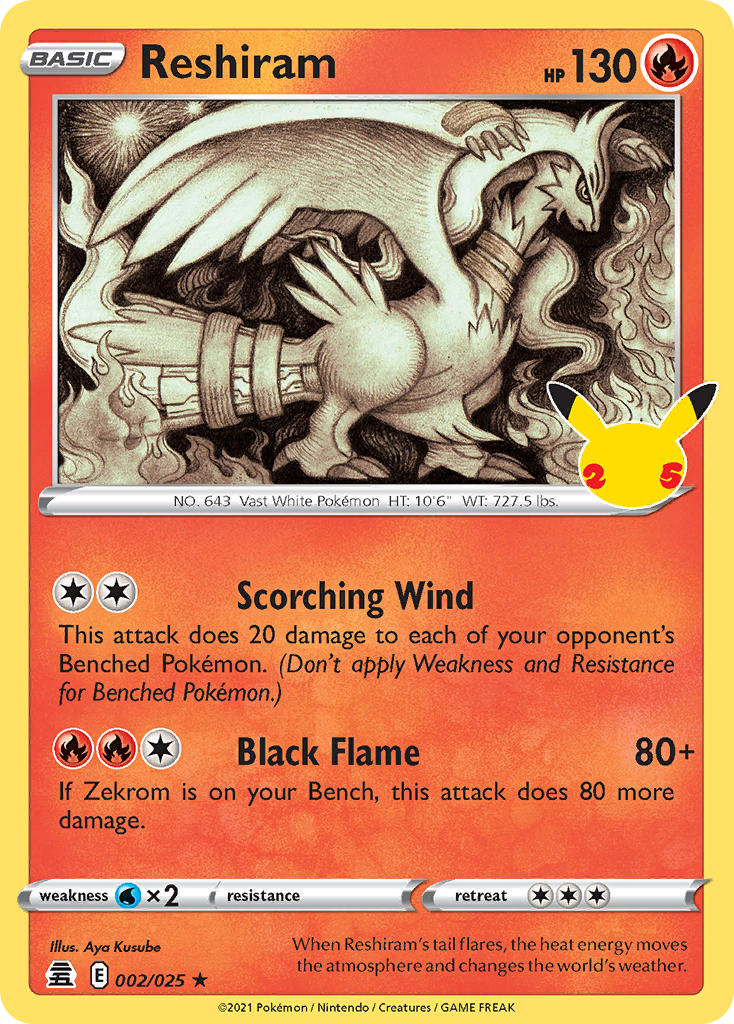 BASIC Reshiram HP 130
25
NO. 643 Vast White Pokémon HT: 10'6" WT: 727.5 lbs.
Scorching Wind
This attack does 20 damage to each of your opponent's
Benched Pokémon. (Don't apply Weakness and Resistance
for Benched Pokémon.)
Black Flame 80+
If Zekrom is on your Bench, this attack does 80 more
damage.
weakness ×2 resistance retreat
Illus. Aya Kusube
When Reshiram's tail flares, the heat energy moves
the atmosphere and changes the world's weather.
E 002/025 ★
©2021 Pokémon / Nintendo / Creatures / GAME FREAK